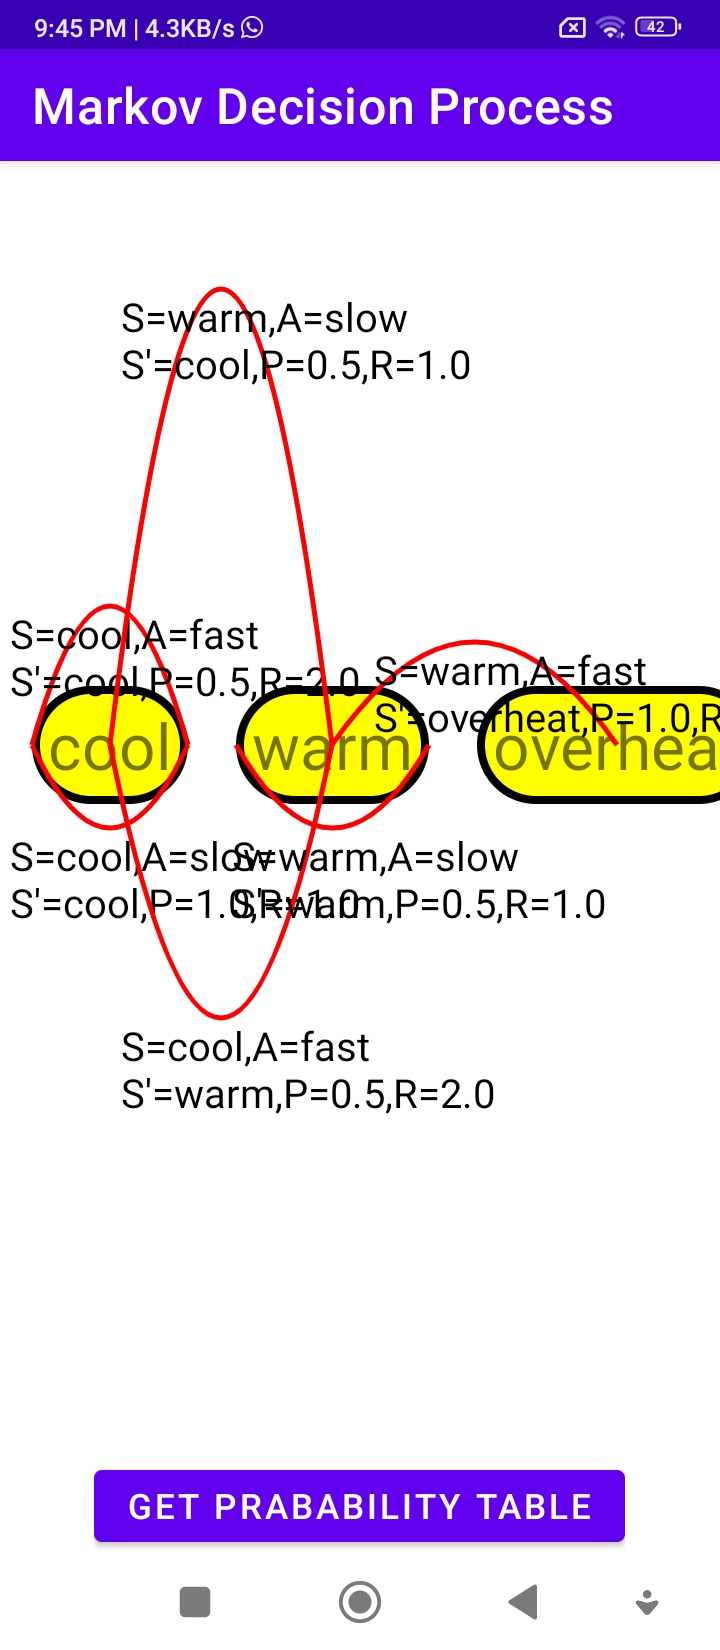 9:45 PM | 4.3KB/s
42
Markov Decision Process
S=warm,A=slow
S'=cool,P=0.5,R=1.0
S=cool,A=fast
S'=cool,P=0.5,R=2.0
S=warm,A=fast
S'=overheat,P=1.0,R
cool
warm
overhea
S=cool,A=slow
S'=cool,P=1.0,R=1.0
S=warm,A=slow
S'=warm,P=0.5,R=1.0
S=cool,A=fast
S'=warm,P=0.5,R=2.0
GET PRABABILITY TABLE